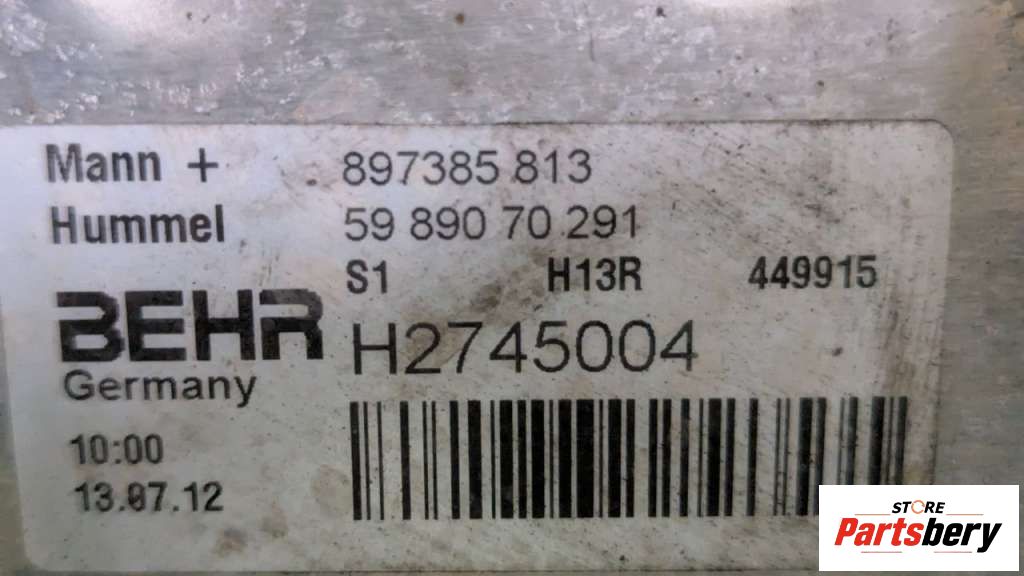 Mann + 897385 813
Hummel 59 890 70 291
S1 H13R 449915
BEHR H2745004
Germany
10:00
13.07.12
STORE
Partsbery